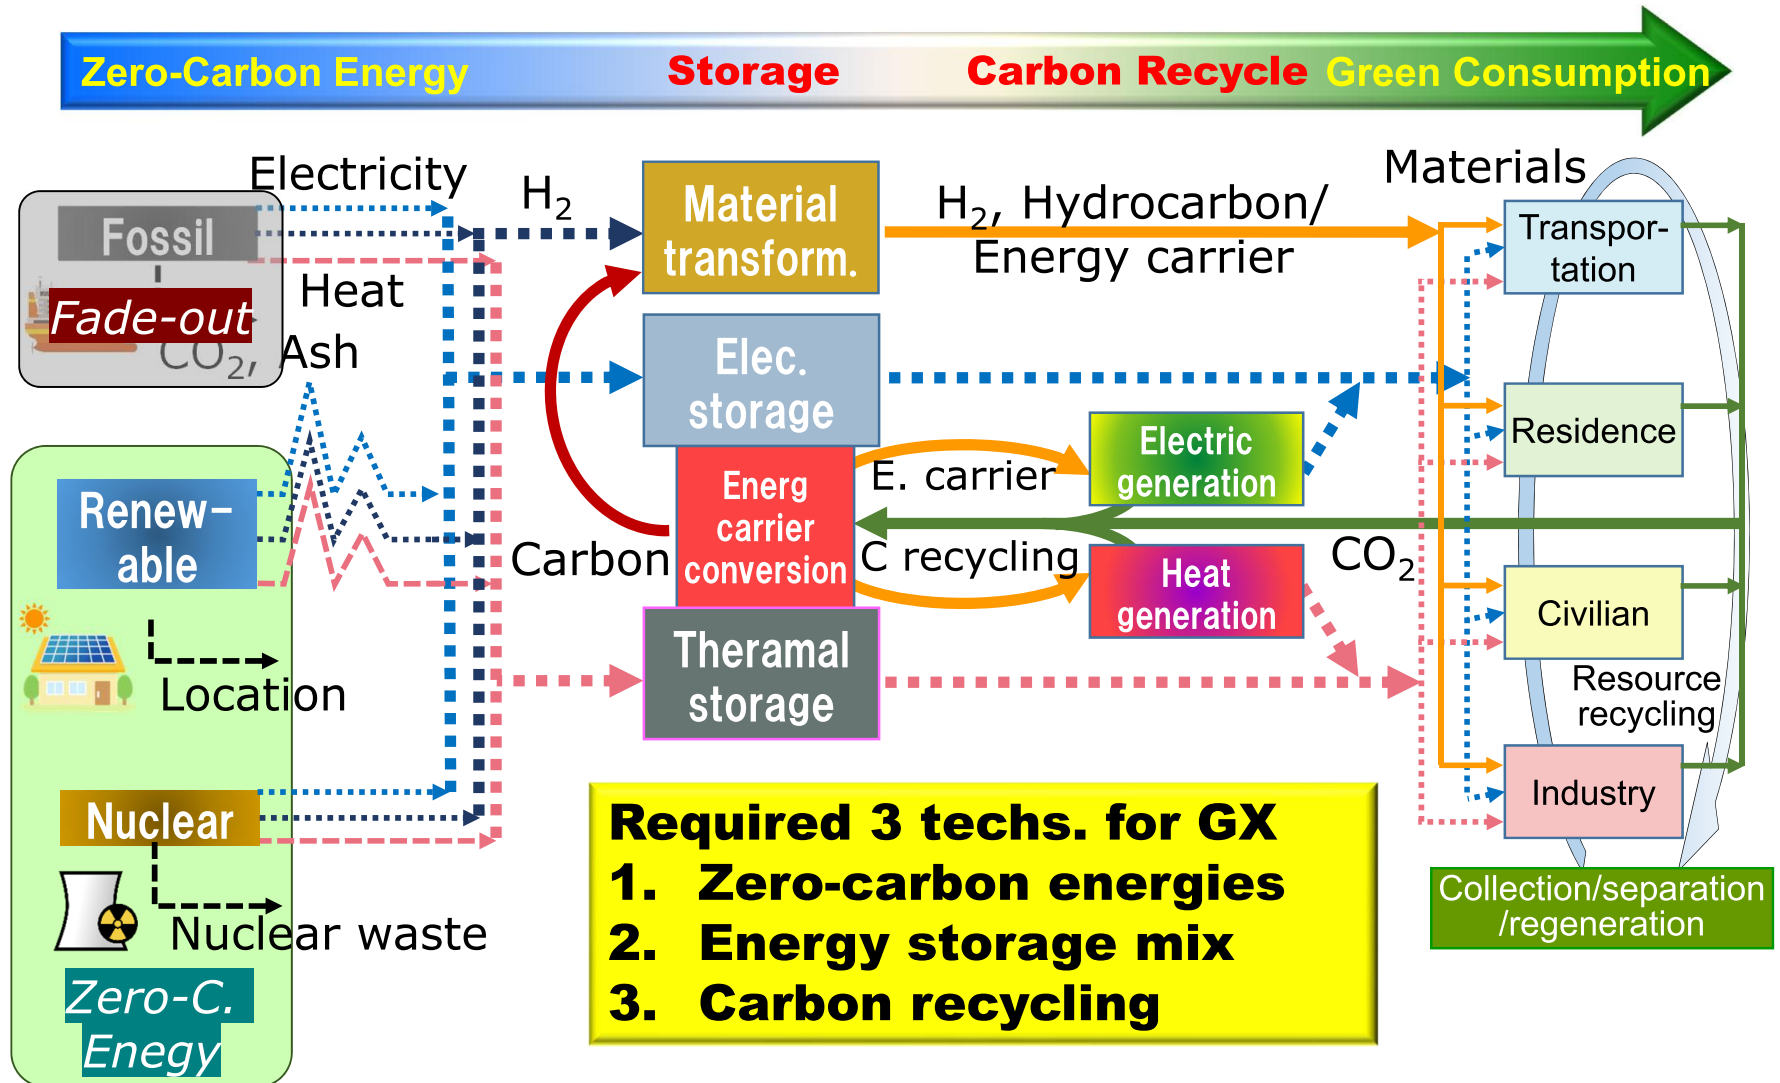 Zero-Carbon Energy
Storage
Carbon Recycle
Green Consumption
Electricity
Fossil
Fade-out
Heat
CO2, Ash
H2
Material
transform.
H2, Hydrocarbon/
Energy carrier
Materials
Transpor-
tation
Elec.
storage
Residence
Renew-
able
Energ
carrier
conversion
E. carrier
Electric
generation
Carbon
C recycling
CO2
Heat
generation
Civilian
Location
Theramal
storage
Resource
recycling
Industry
Nuclear
Nuclear waste
Zero-C.
Enegy
Required 3 techs. for GX
1. Zero-carbon energies
2. Energy storage mix
3. Carbon recycling
Collection/separation
/regeneration